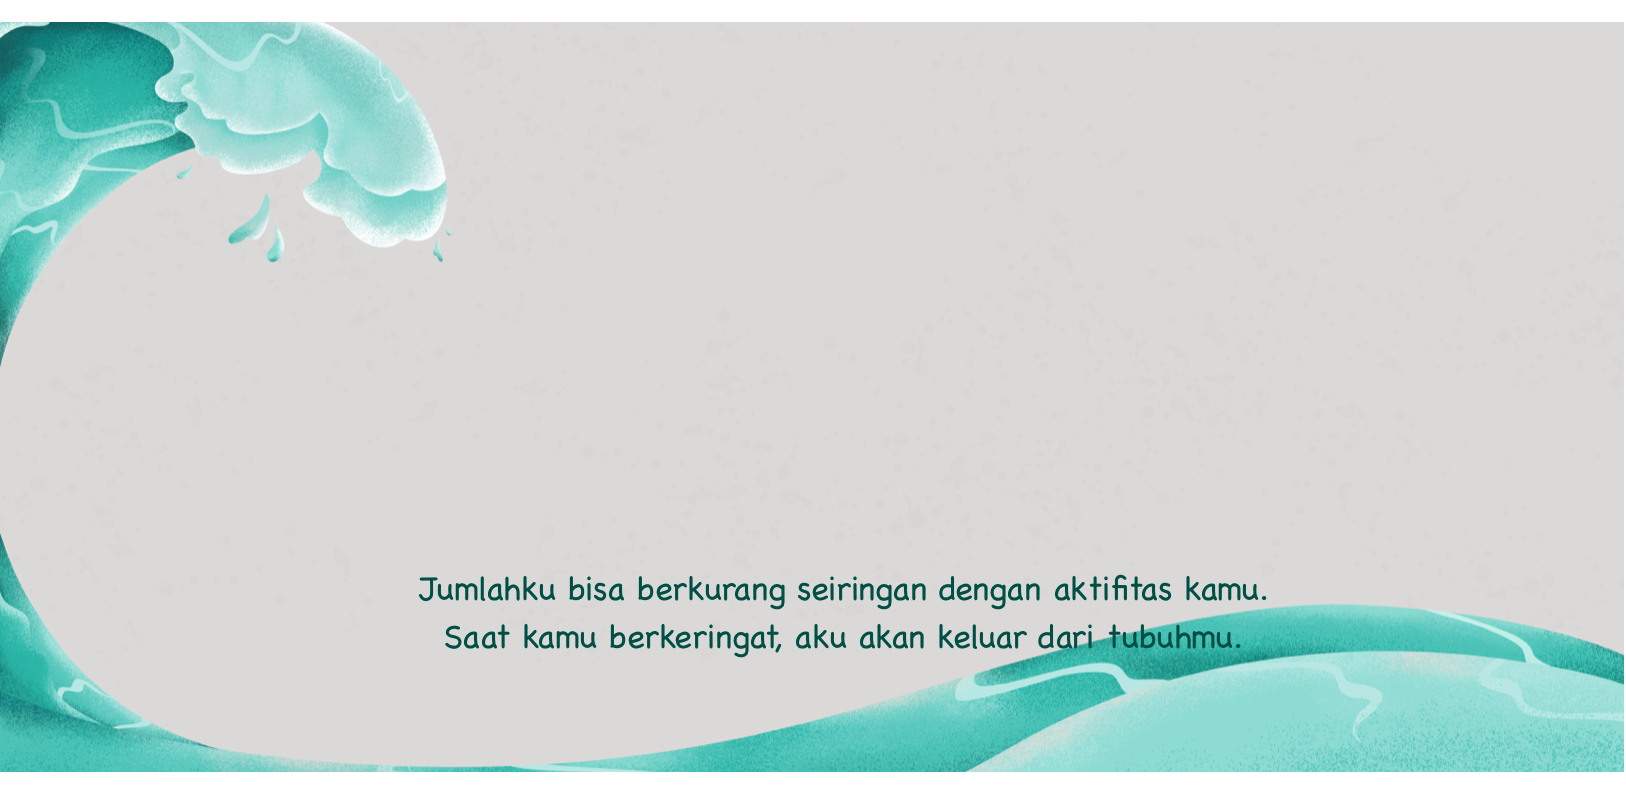 Jumlahku bisa berkurang seiringan dengan aktifitas kamu.
Saat kamu berkeringat, aku akan keluar dari tubuhmu.